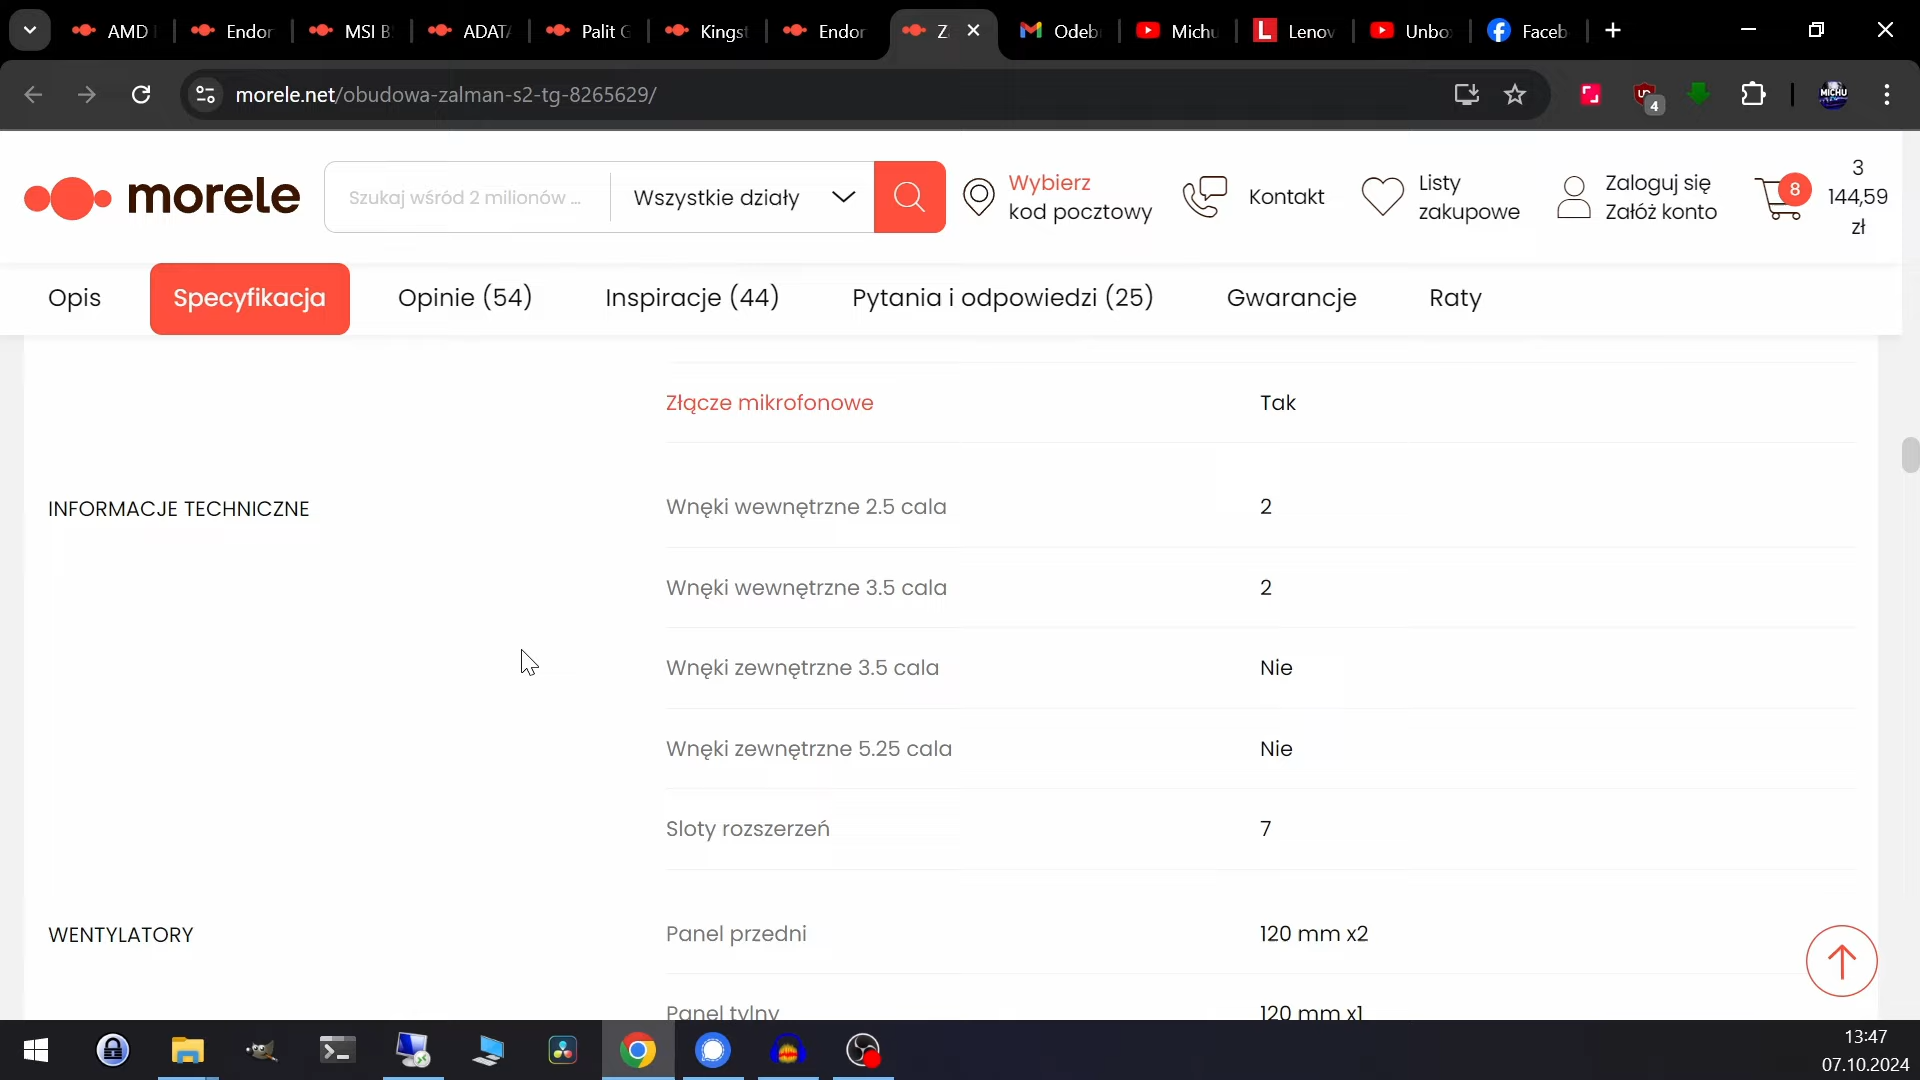 AMD
Endor
MSI B
ADATA
Palit G
Kingst
Endor
Z
Odeb
Michu
Lenov
Unbo
Faceb
morele.net/obudowa-zalman-s2-tg-8265629/
4
MICHU
morele
Szukaj wśród 2 milionów ...
Wszystkie działy
Wybierz
kod pocztowy
Kontakt
Listy
zakupowe
Zaloguj się
Załóż konto
8
3
144,59
zł
Opis
Specyfikacja
Opinie (54)
Inspiracje (44)
Pytania i odpowiedzi (25)
Gwarancje
Raty
Złącze mikrofonowe
Tak
INFORMACJE TECHNICZNE
Wnęki wewnętrzne 2.5 cala
2
Wnęki wewnętrzne 3.5 cala
2
Wnęki zewnętrzne 3.5 cala
Nie
Wnęki zewnętrzne 5.25 cala
Nie
Sloty rozszerzeń
7
WENTYLATORY
Panel przedni
120 mm x2
Panel tylny
120 mm x1
13:47
07.10.2024